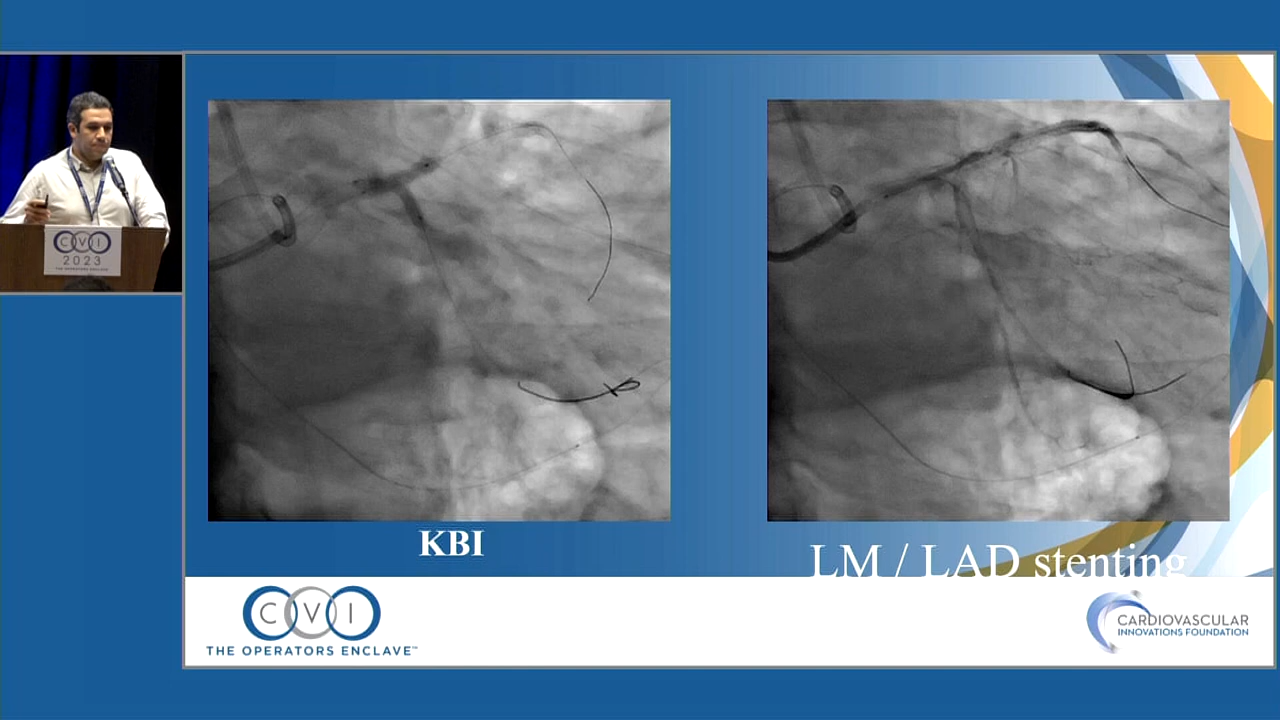 CVI
2023
THE OPERATORS ENCLAVE
KBI
LM / LAD stenting
CVI
THE OPERATORS ENCLAVE™
CARDIOVASCULAR
INNOVATIONS FOUNDATION